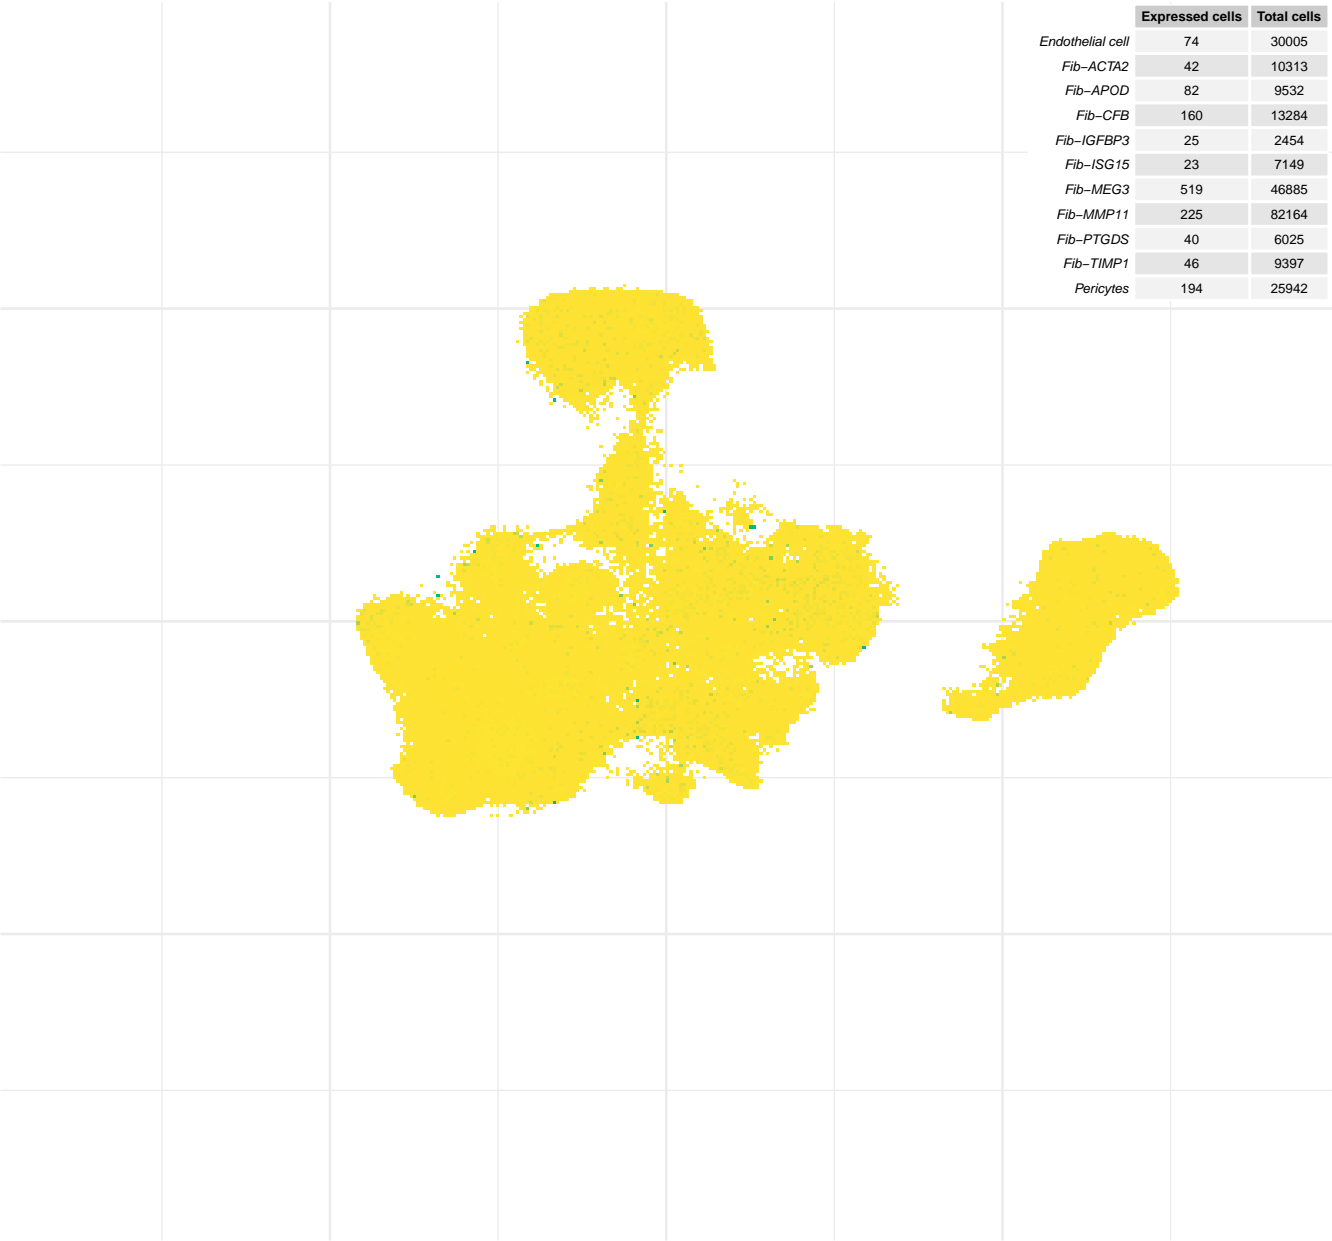 Expressed cells Total cells
Endothelial cell 74 30005
Fib−ACTA2 42 10313
Fib−APOD 82 9532
Fib−CFB 160 13284
Fib−IGFBP3 25 2454
Fib−ISG15 23 7149
Fib−MEG3 519 46885
Fib−MMP11 225 82164
Fib−PTGDS 40 6025
Fib−TIMP1 46 9397
Pericytes 194 25942